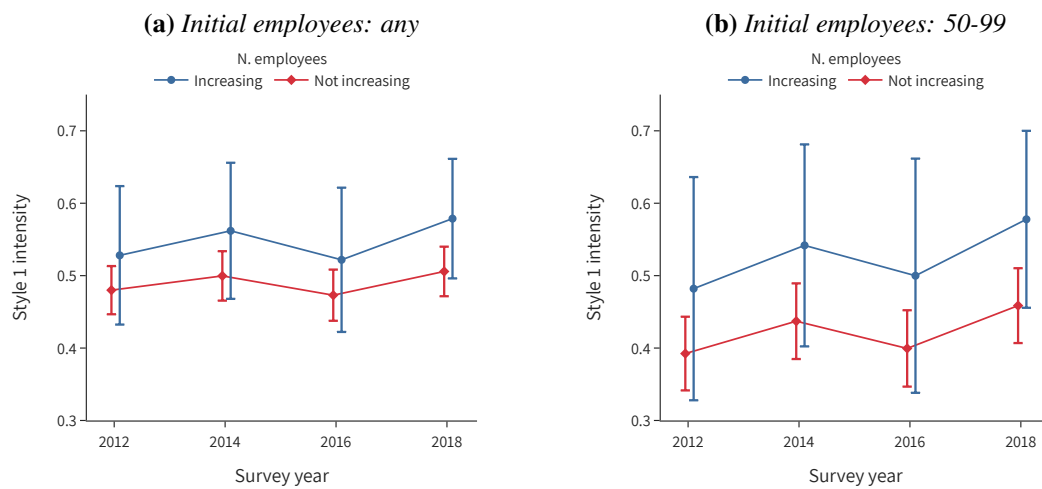 (a) Initial employees: any
N. employees
Increasing Not increasing
0.7
0.6
0.5
0.4
0.3
Style 1 intensity
2012 2014 2016 2018
Survey year
(b) Initial employees: 50-99
N. employees
Increasing Not increasing
0.7
0.6
0.5
0.4
0.3
Style 1 intensity
2012 2014 2016 2018
Survey year